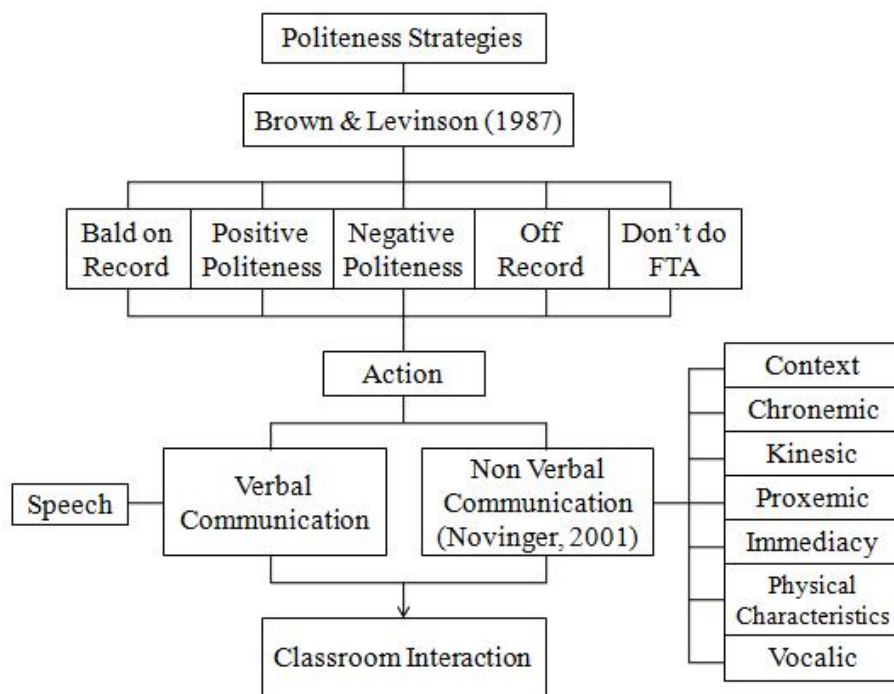 Politeness Strategies
Brown & Levinson (1987)
Bald on
Record
Positive
Politeness
Negative
Politeness
Off
Record
Don't do
FTA
Action
Speech
Verbal
Communication
Non Verbal
Communication
(Novinger, 2001)
Context
Chronemic
Kinesic
Proxemic
Immediacy
Physical
Characteristics
Vocalic
Classroom Interaction